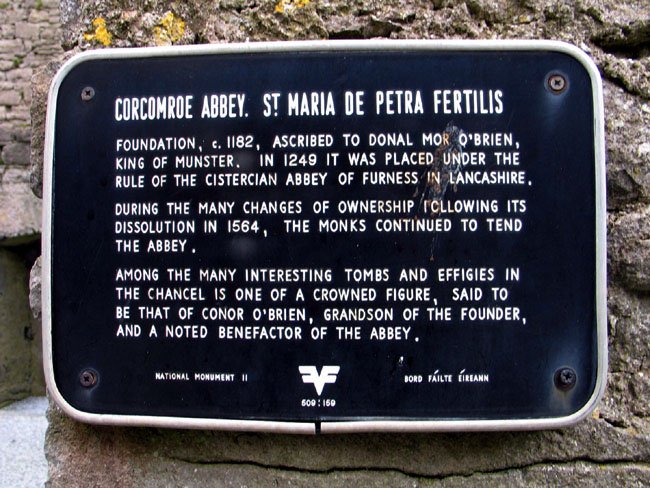 CORCOMROE ABBEY. ST MARIA DE PETRA FERTILIS
FOUNDATION, c. 1182, ASCRIBED TO DONAL MOR O'BRIEN,
KING OF MUNSTER. IN 1249 IT WAS PLACED UNDER THE
RULE OF THE CISTERCIAN ABBEY OF FURNESS IN LANCASHIRE.
DURING THE MANY CHANGES OF OWNERSHIP FOLLOWING ITS
DISSOLUTION IN 1564, THE MONKS CONTINUED TO TEND
THE ABBEY.
AMONG THE MANY INTERESTING TOMBS AND EFFIGIES IN
THE CHANCEL IS ONE OF A CROWNED FIGURE, SAID TO
BE THAT OF CONOR O'BRIEN, GRANDSON OF THE FOUNDER,
AND A NOTED BENEFACTOR OF THE ABBEY.
NATIONAL MONUMENT 11
BORD FÁILTE ÉIREANN
509:159